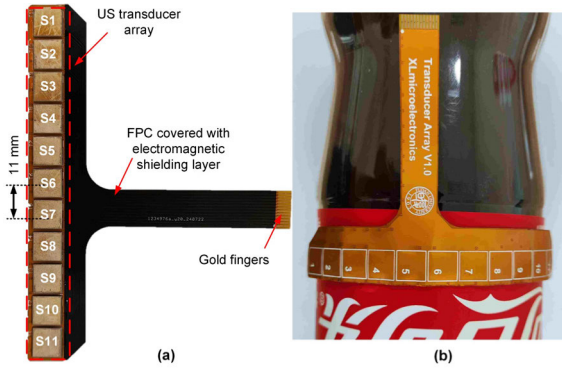 S1
S2
S3
S4
S5
S6
S7
S8
S9
S10
S11
US transducer
array
FPC covered with
electromagnetic
shielding layer
11 mm
Gold fingers
(a)
Transducer Array V1.0
XLmicroelectronics
1 2 3 4 5 6 7 8 9 10
(b)